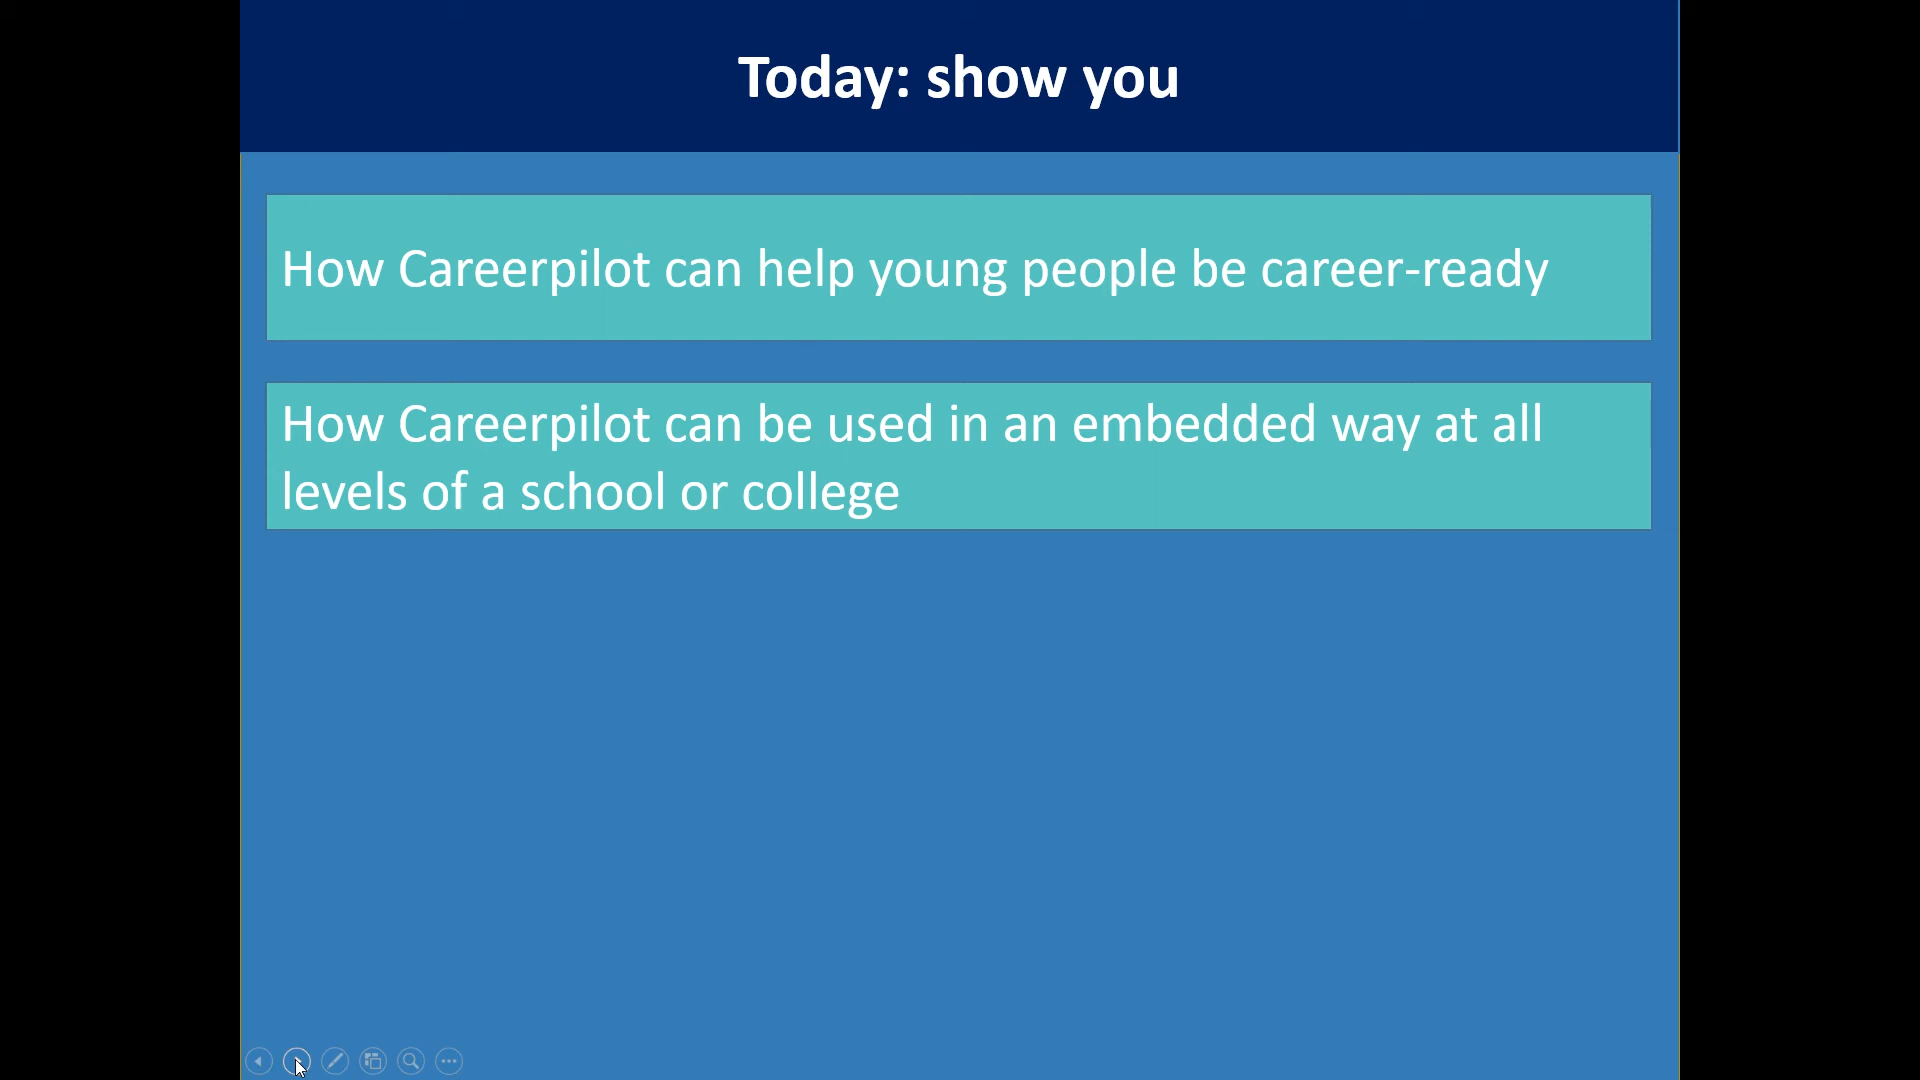 Today: show you
How Careerpilot can help young people be career-ready
How Careerpilot can be used in an embedded way at all
levels of a school or college